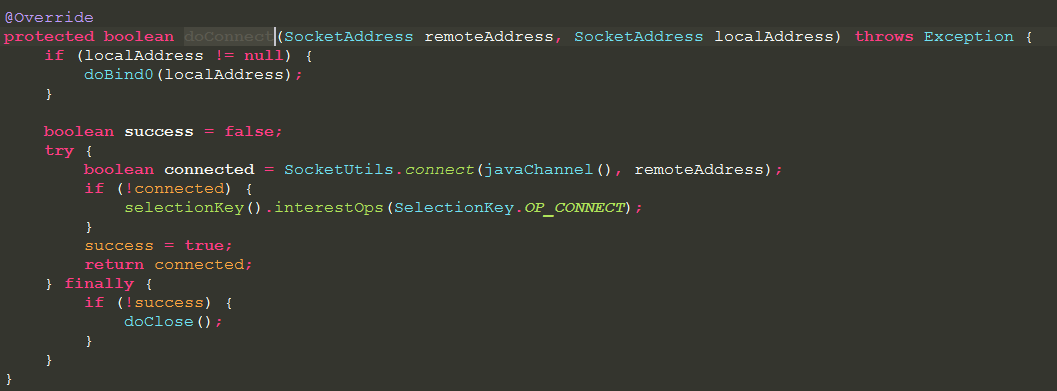 @Override
protected boolean doConnect(SocketAddress remoteAddress, SocketAddress localAddress) throws Exception {
    if (localAddress != null) {
        doBind0(localAddress);
    }

    boolean success = false;
    try {
        boolean connected = SocketUtils.connect(javaChannel(), remoteAddress);
        if (!connected) {
            selectionKey().interestOps(SelectionKey.OP_CONNECT);
        }
        success = true;
        return connected;
    } finally {
        if (!success) {
            doClose();
        }
    }
}